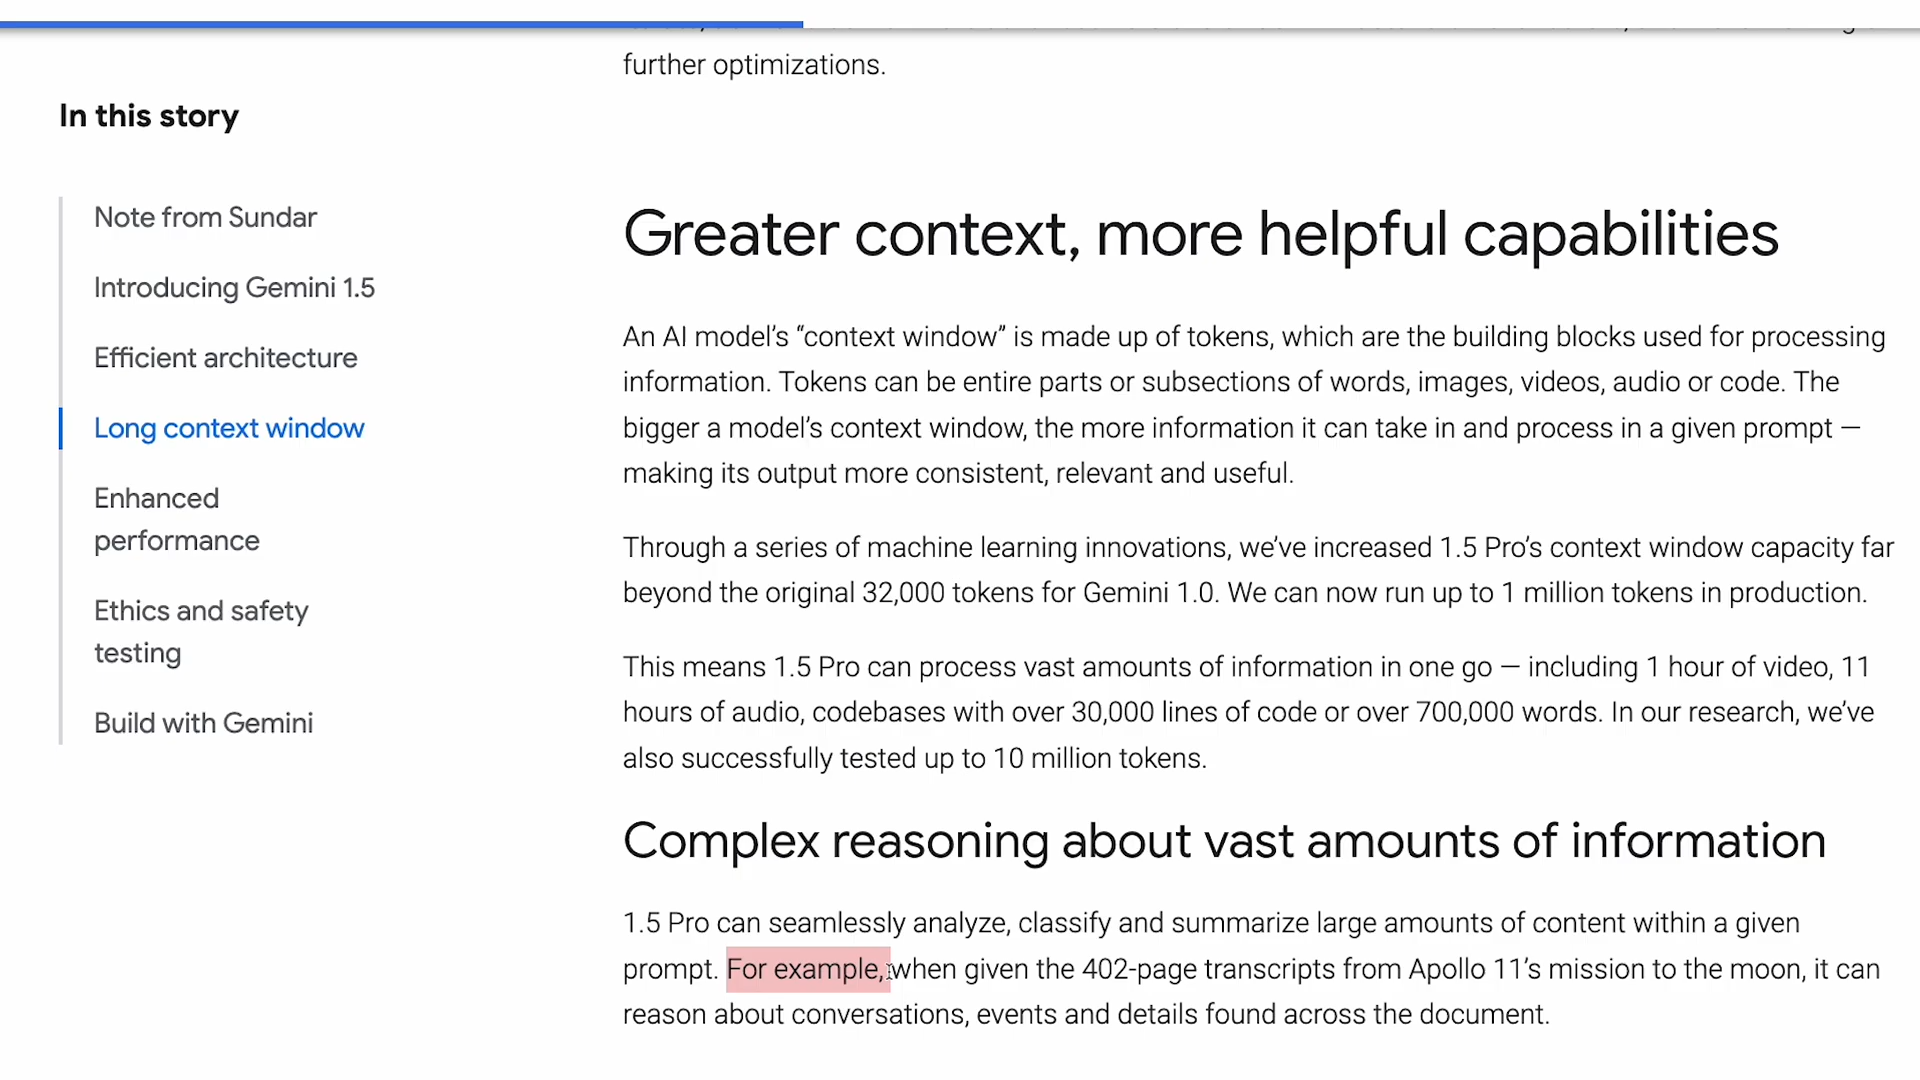 further optimizations.
In this story
Note from Sundar
Introducing Gemini 1.5
Efficient architecture
Long context window
Enhanced
performance
Ethics and safety
testing
Build with Gemini
Greater context, more helpful capabilities
An AI model’s “context window” is made up of tokens, which are the building blocks used for processing
information. Tokens can be entire parts or subsections of words, images, videos, audio or code. The
bigger a model’s context window, the more information it can take in and process in a given prompt —
making its output more consistent, relevant and useful.
Through a series of machine learning innovations, we’ve increased 1.5 Pro’s context window capacity far
beyond the original 32,000 tokens for Gemini 1.0. We can now run up to 1 million tokens in production.
This means 1.5 Pro can process vast amounts of information in one go — including 1 hour of video, 11
hours of audio, codebases with over 30,000 lines of code or over 700,000 words. In our research, we’ve
also successfully tested up to 10 million tokens.
Complex reasoning about vast amounts of information
1.5 Pro can seamlessly analyze, classify and summarize large amounts of content within a given
prompt. For example, when given the 402-page transcripts from Apollo 11’s mission to the moon, it can
reason about conversations, events and details found across the document.